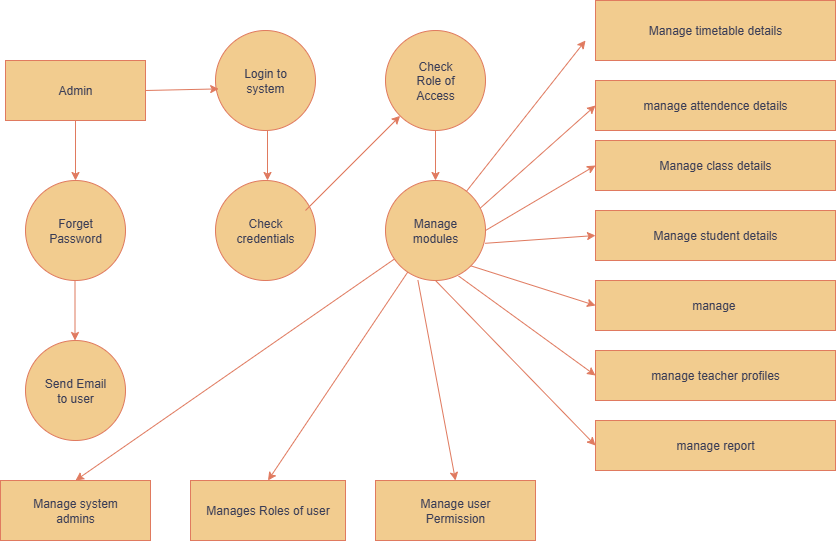 Admin
Login to
system
Check
Role of
Access
Manage timetable details
manage attendence details
Manage class details
Forget
Password
Check
credentials
Manage
modules
Manage student details
manage
manage teacher profiles
manage report
Send Email
to user
Manage system
admins
Manages Roles of user
Manage user
Permission